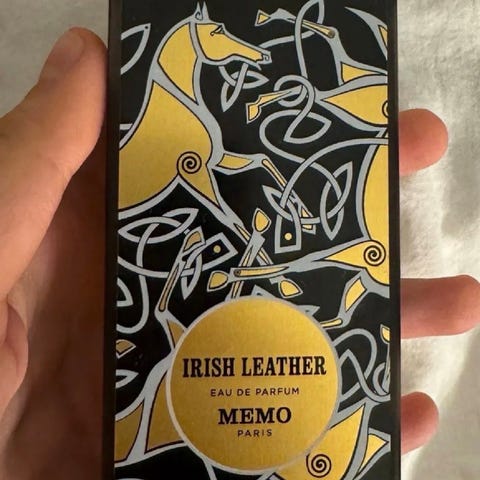 IRISH LEATHER
EAU DE PARFUM
MEMO
PARIS